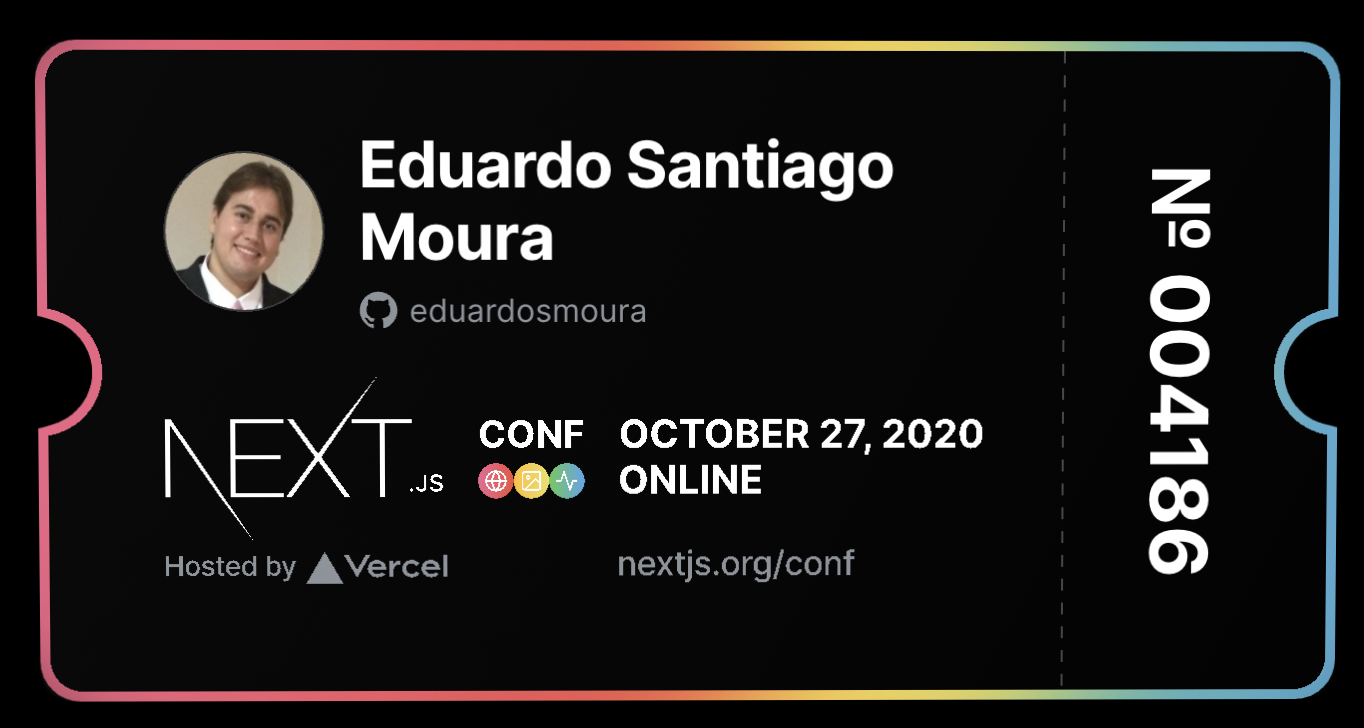 Eduardo Santiago
Moura
eduardosmoura
NEXT.JS
CONF
OCTOBER 27, 2020
ONLINE
Hosted by Vercel
nextjs.org/conf
Nº 004186